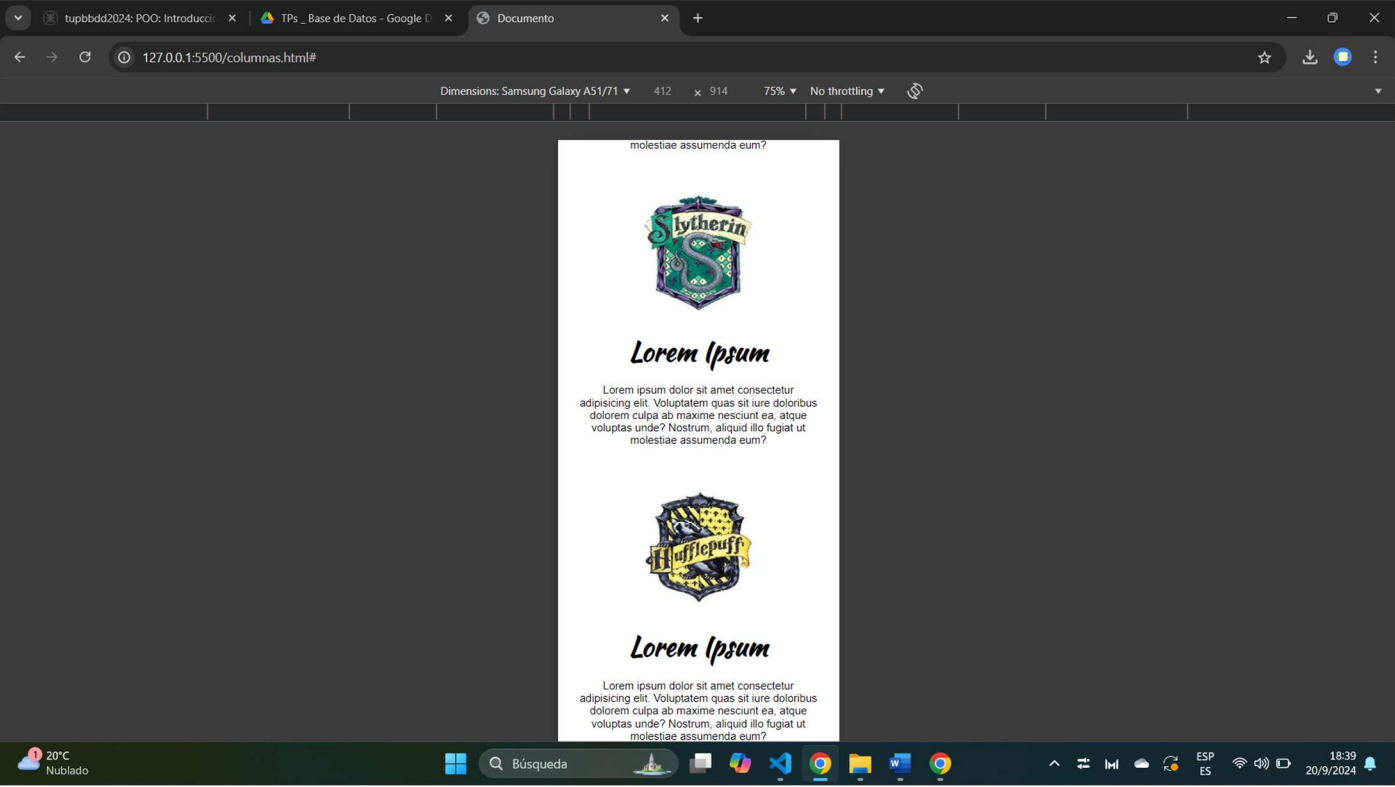 tupbbdd2024: POO: Introducci
TPs _ Base de Datos - Google D
Documento
127.0.0.1:5500/columnas.html#
Dimensions: Samsung Galaxy A51/71 412 × 914 75% No throttling
molestiae assumenda eum?
Slytherin
Lorem Ipsum
Lorem ipsum dolor sit amet consectetur
adipisicing elit. Voluptatem quas sit iure doloribus
dolorem culpa ab maxime nesciunt ea, atque
voluptas unde? Nostrum, aliquid illo fugiat ut
molestiae assumenda eum?
Hufflepuff
Lorem Ipsum
Lorem ipsum dolor sit amet consectetur
adipisicing elit. Voluptatem quas sit iure doloribus
dolorem culpa ab maxime nesciunt ea, atque
voluptas unde? Nostrum, aliquid illo fugiat ut
molestiae assumenda eum?
1
20°C
Nublado
Búsqueda
ESP
ES
18:39
20/9/2024